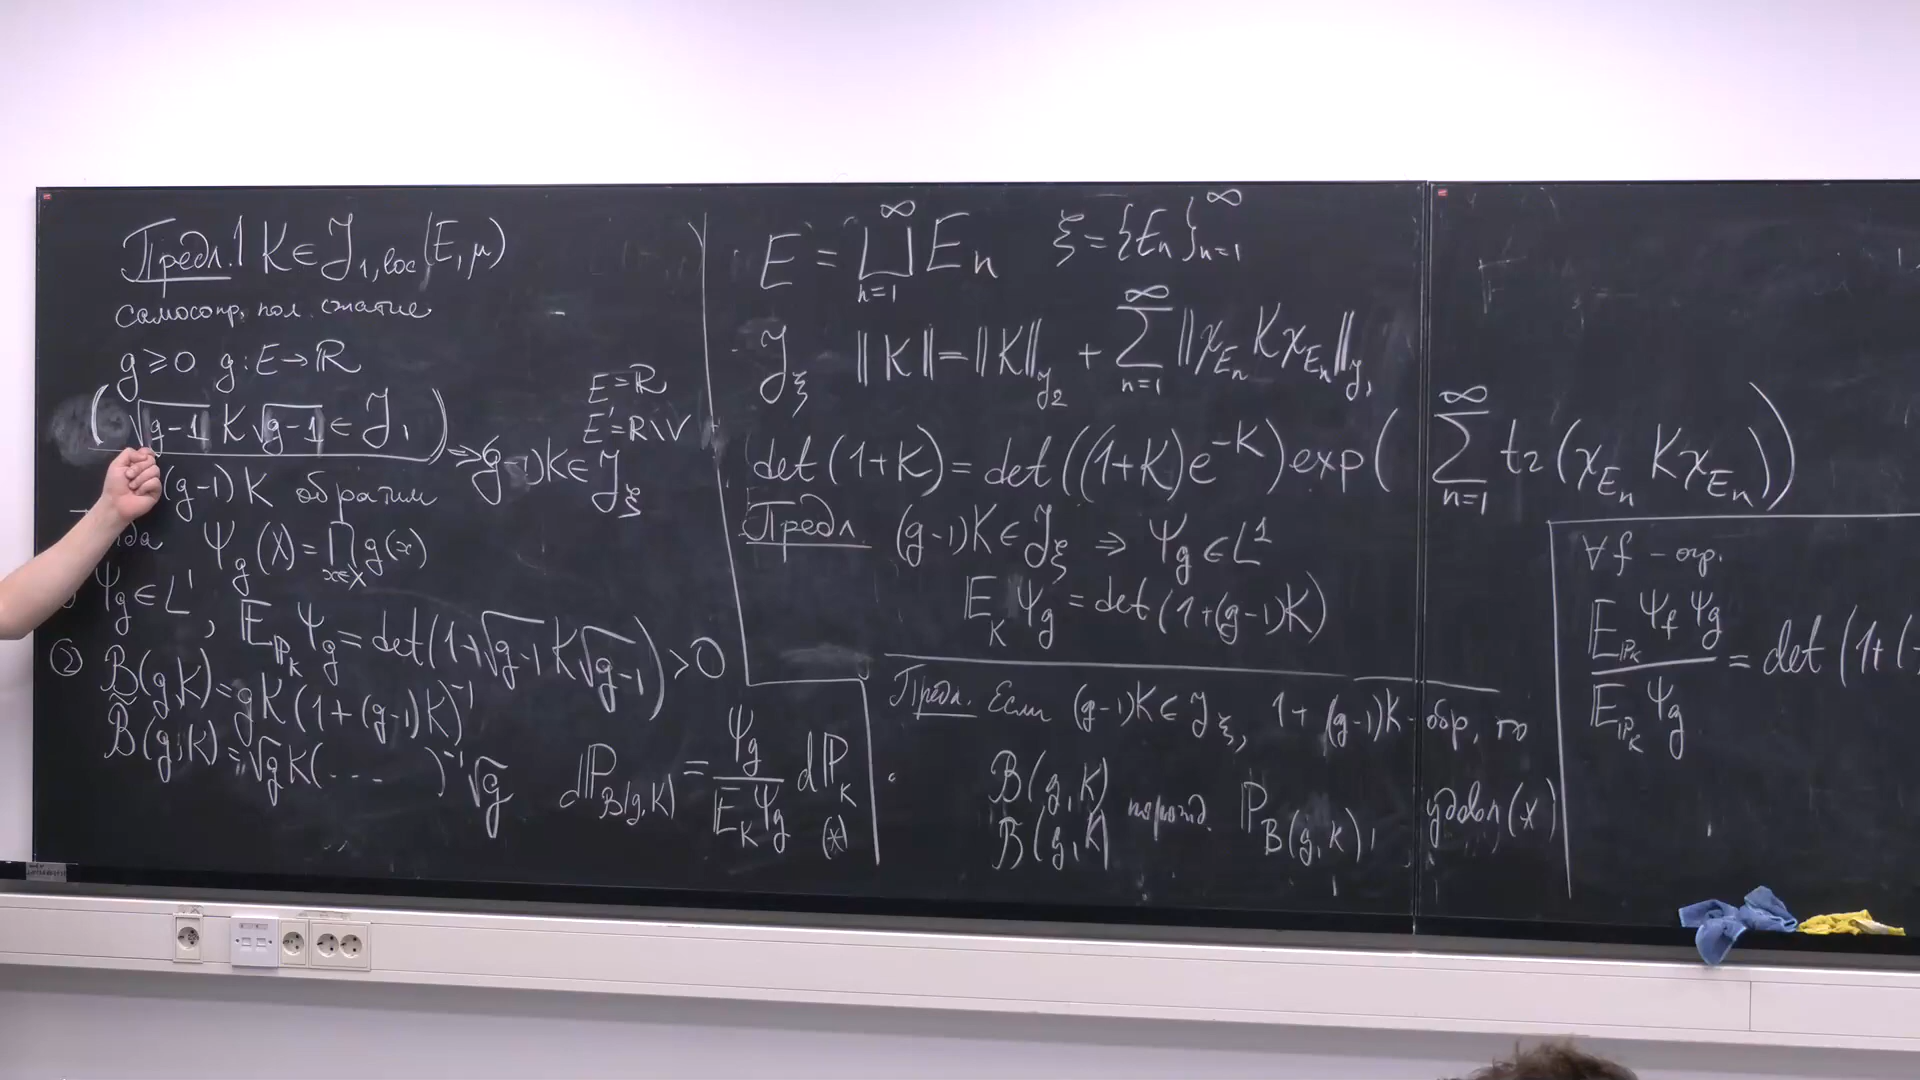 Предл. 1 K ∈ 𝒥₁,loc(E, μ)
самосопр. пол. сжатие
g ≥ 0 g : E → ℝ
(√g-1 K √g-1 ∈ 𝒥₁) ⇒ (g-1)K ∈ 𝒥_ξ
E = ℝ
E' = ℝ\V
(g-1)K обратим
Ψ_g(X) = ∏_{x∈X} g(x)
Ψ_g ∈ L¹, 𝔼_{ℙ_K} Ψ_g = det(1+√g-1 K √g-1) > 0
② B(g,K) = gK(1+(g-1)K)⁻¹
B̃(g,K) = √g K( ... )⁻¹ √g
dℙ_{B(g,K)} = Ψ_g / 𝔼_K Ψ_g dℙ_K (*)
E = ⨆_{n=1}^∞ E_n ξ = {E_n}_{n=1}^∞
𝒥_ξ ‖K‖ = ‖K‖_{𝒥₂} + ∑_{n=1}^∞ ‖χ_{E_n} K χ_{E_n}‖_{𝒥₁}
det(1+K) = det((1+K)e^{-K}) exp(∑_{n=1}^∞ tr(χ_{E_n} K χ_{E_n}))
Предл. (g-1)K ∈ 𝒥_ξ ⇒ Ψ_g ∈ L¹
𝔼_K Ψ_g = det(1+(g-1)K)
Предл. Если (g-1)K ∈ 𝒥_ξ, 1+(g-1)K - обр, то
B(g,K)
B̃(g,K) порожд. ℙ_{B(g,K)}, удовл (*)
∀f - огр.
𝔼_{ℙ_K} Ψ_f Ψ_g / 𝔼_{ℙ_K} Ψ_g = det(1+(